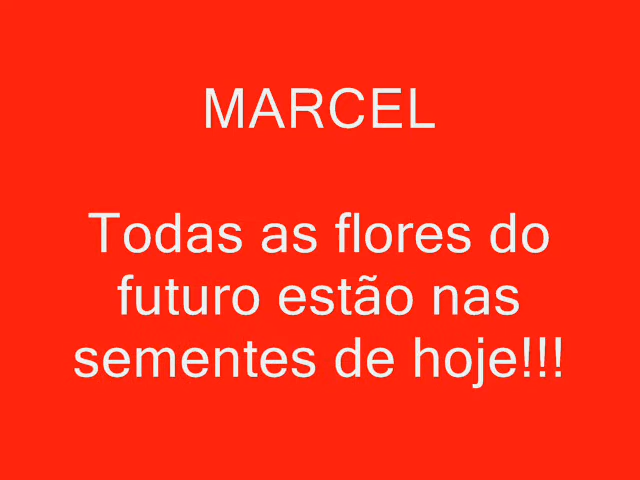 MARCEL
Todas as flores do
futuro estão nas
sementes de hoje!!!